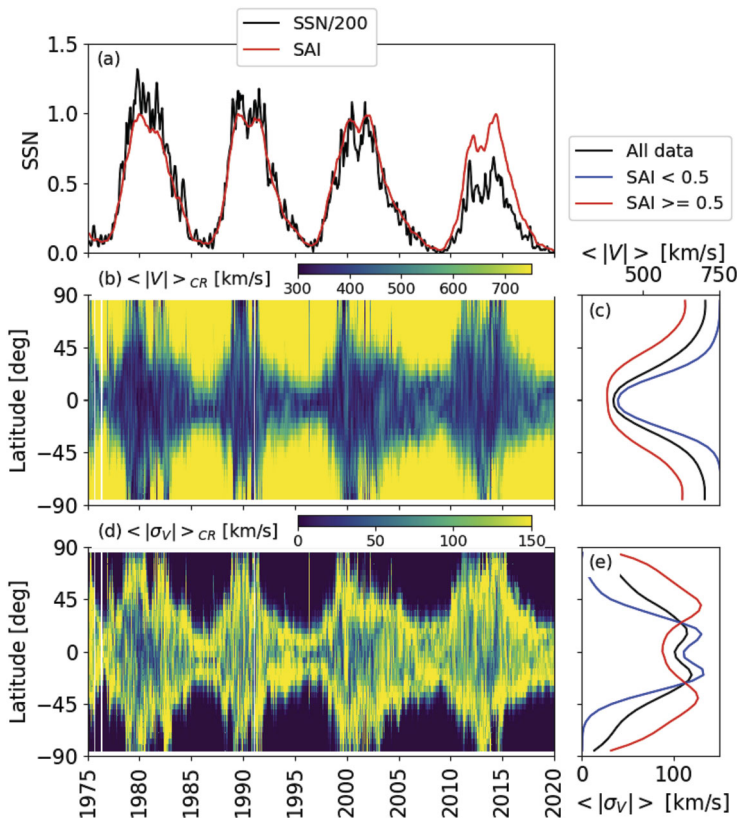 SSN/200
SAI
1.5
1.0
0.5
0.0
SSN
(a)
All data
SAI < 0.5
SAI >= 0.5
< |V| > [km/s]
500 750
(b) < |V| >CR [km/s]
300 400 500 600 700
90
45
0
−45
−90
Latitude [deg]
(c)
(d) < |σV| >CR [km/s]
0 50 100 150
90
45
0
−45
−90
Latitude [deg]
(e)
1975 1980 1985 1990 1995 2000 2005 2010 2015 2020
0 100
< |σV| > [km/s]